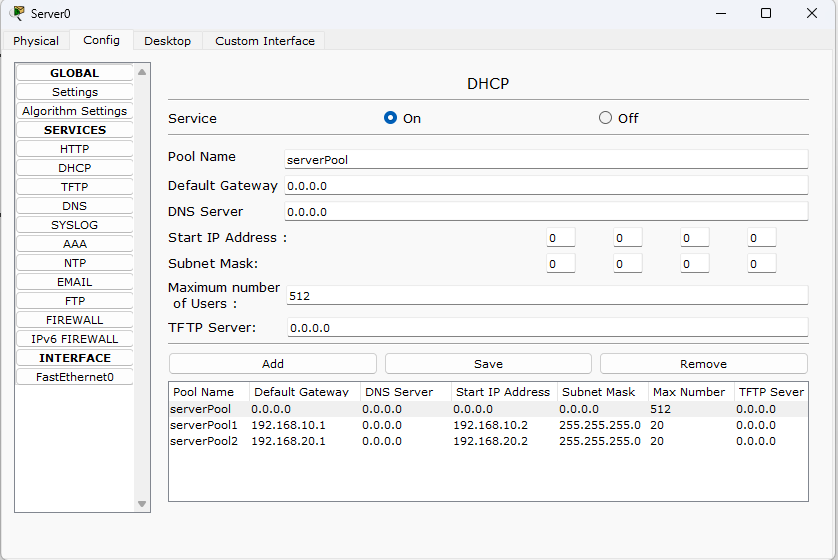 Server0
Physical Config Desktop Custom Interface
GLOBAL
Settings
Algorithm Settings
SERVICES
HTTP
DHCP
TFTP
DNS
SYSLOG
AAA
NTP
EMAIL
FTP
FIREWALL
IPv6 FIREWALL
INTERFACE
FastEthernet0
DHCP
Service On Off
Pool Name serverPool
Default Gateway 0.0.0.0
DNS Server 0.0.0.0
Start IP Address : 0 0 0 0
Subnet Mask: 0 0 0 0
Maximum number
of Users : 512
TFTP Server: 0.0.0.0
Add Save Remove
Pool Name Default Gateway DNS Server Start IP Address Subnet Mask Max Number TFTP Sever
serverPool 0.0.0.0 0.0.0.0 0.0.0.0 0.0.0.0 512 0.0.0.0
serverPool1 192.168.10.1 0.0.0.0 192.168.10.2 255.255.255.0 20 0.0.0.0
serverPool2 192.168.20.1 0.0.0.0 192.168.20.2 255.255.255.0 20 0.0.0.0